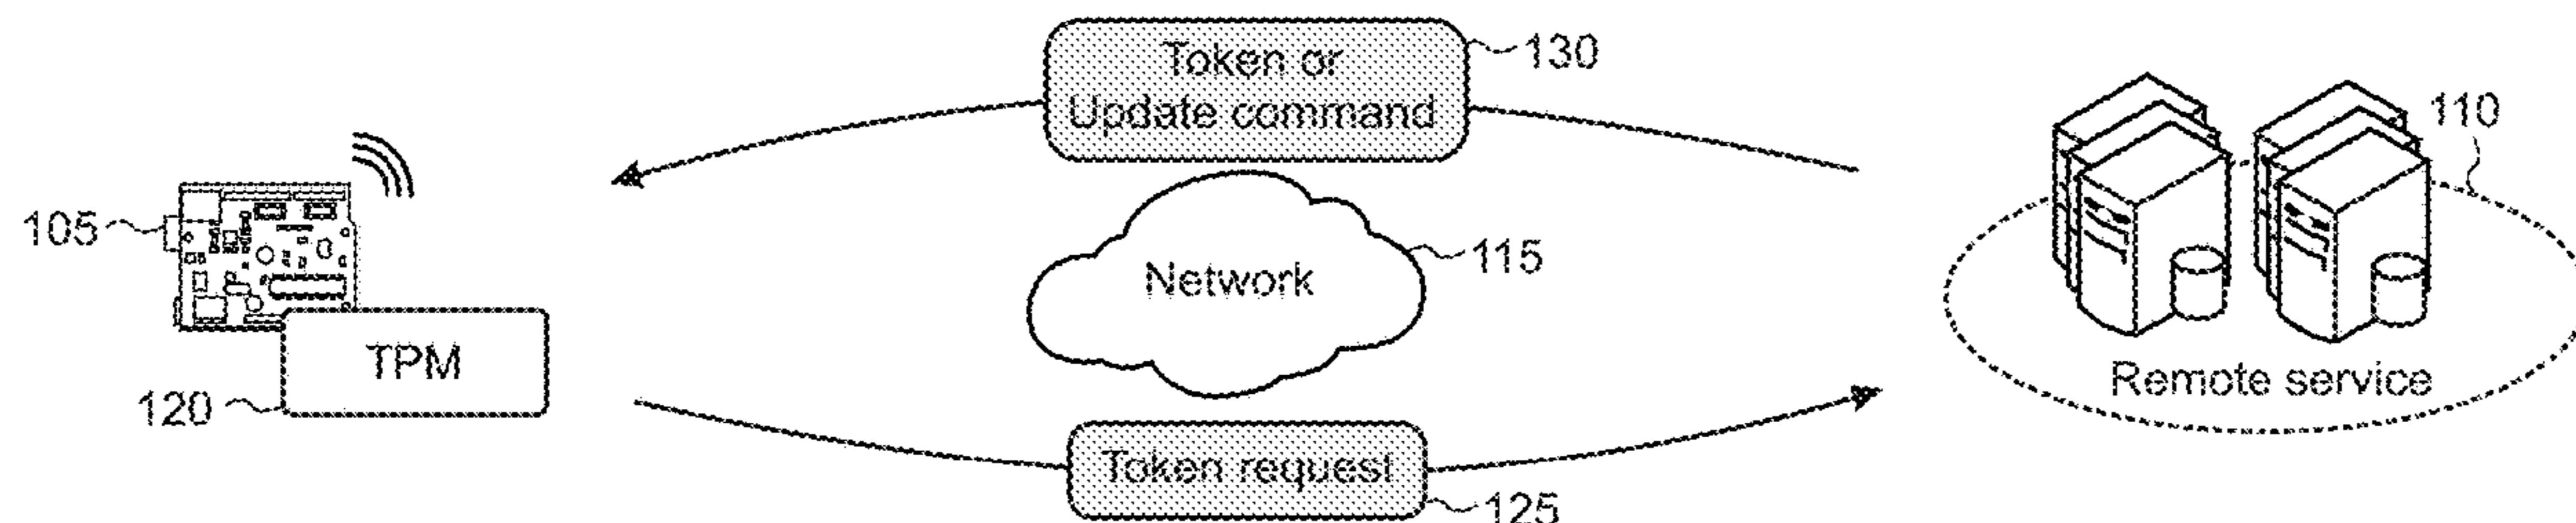 Token or
Update command
130
110
105
Network
115
TPM
120
Remote service
Token request
125